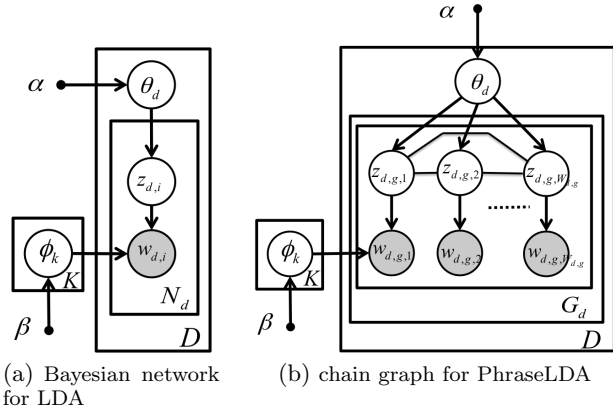 α
θ_d
z_{d,i}
w_{d,i}
ϕ_k
K
N_d
β
D
(a) Bayesian network
for LDA
α
θ_d
z_{d,g,1} z_{d,g,2} z_{d,g,W_{d,g}}
w_{d,g,1} w_{d,g,2} w_{d,g,W_{d,g}}
ϕ_k
K
G_d
β
D
(b) chain graph for PhraseLDA